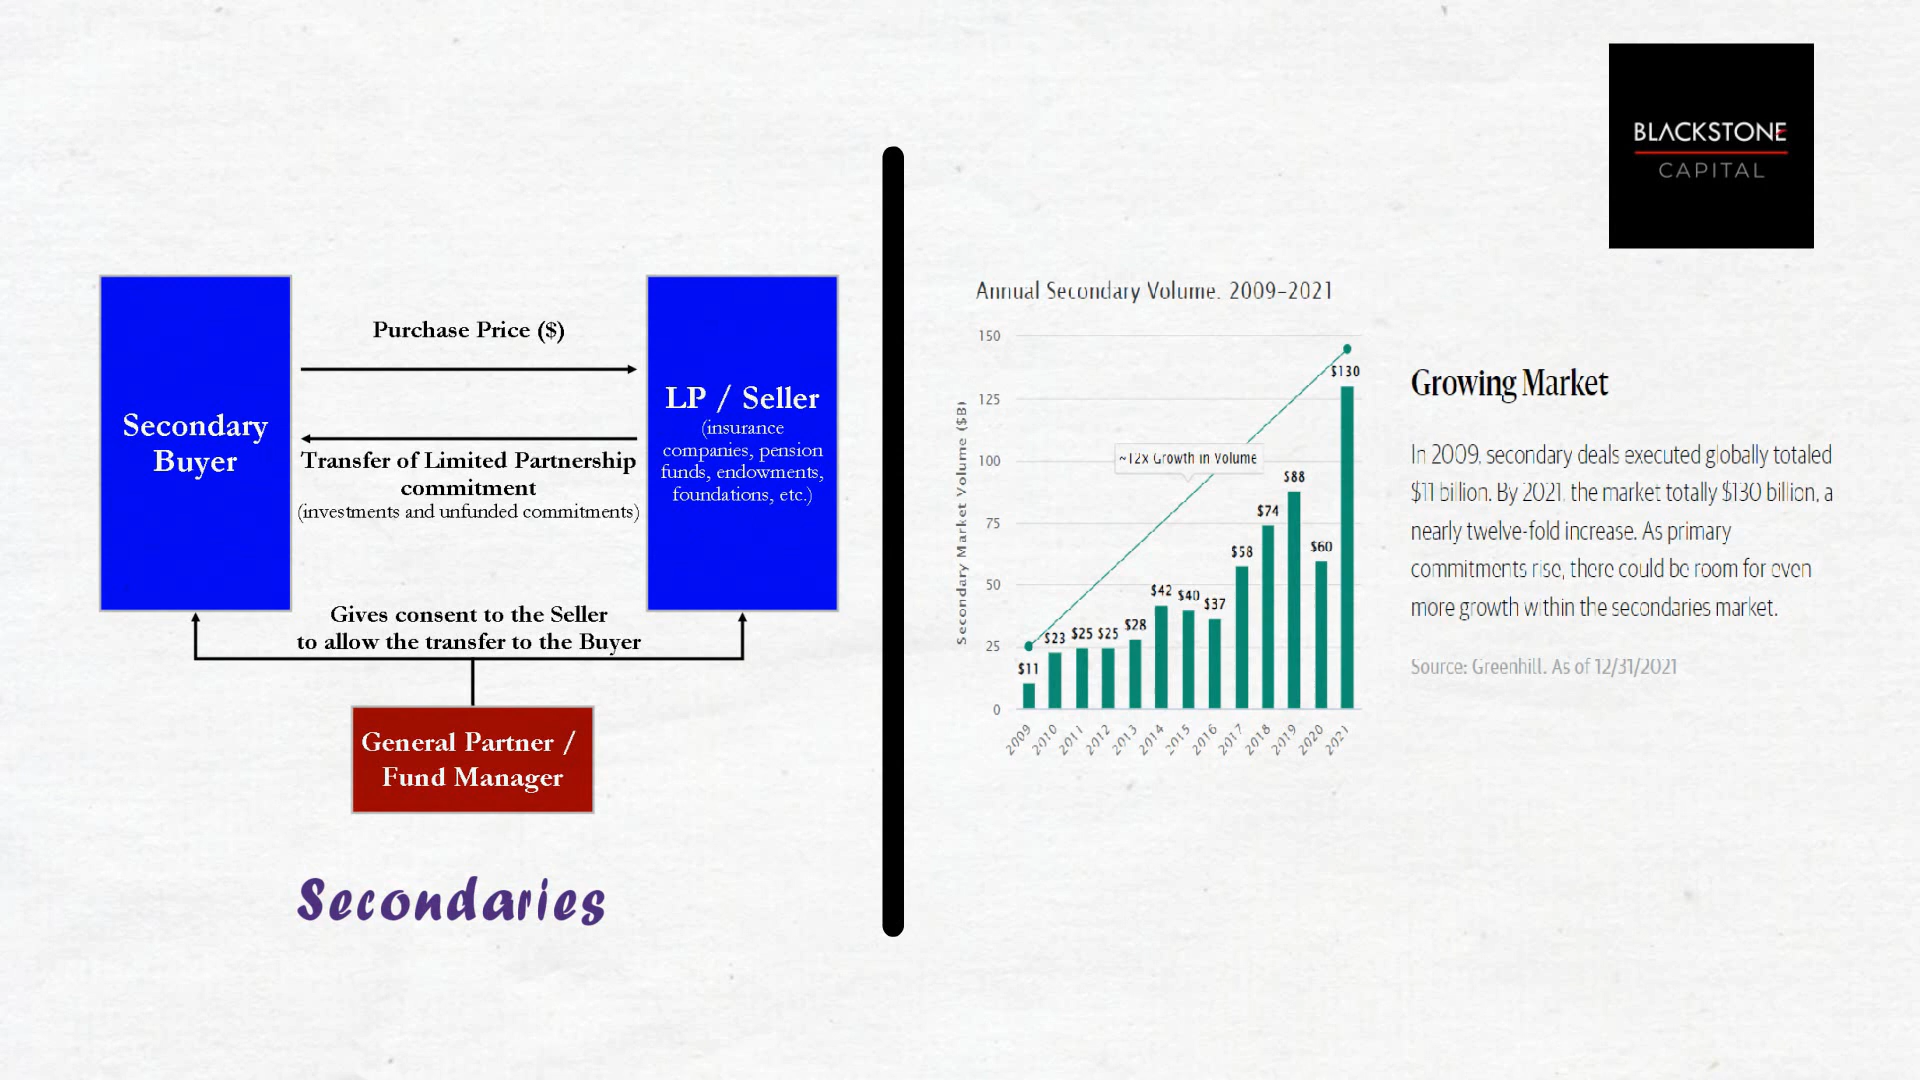 BLACKSTONE
CAPITAL
Secondary
Buyer
Purchase Price ($)
Transfer of Limited Partnership
commitment
(investments and unfunded commitments)
LP / Seller
(insurance
companies, pension
funds, endowments,
foundations, etc.)
Gives consent to the Seller
to allow the transfer to the Buyer
General Partner /
Fund Manager
Secondaries
Annual Secondary Volume. 2009–2021
Secondary Market Volume ($B)
150
125
100
75
50
25
0
~12x Growth in Volume
$11
$23
$25
$25
$28
$42
$40
$37
$58
$74
$88
$60
$130
2009
2010
2011
2012
2013
2014
2015
2016
2017
2018
2019
2020
2021
Growing Market
In 2009, secondary deals executed globally totaled
$11 billion. By 2021, the market totally $130 billion, a
nearly twelve-fold increase. As primary
commitments rise, there could be room for even
more growth within the secondaries market.
Source: Greenhill. As of 12/31/2021